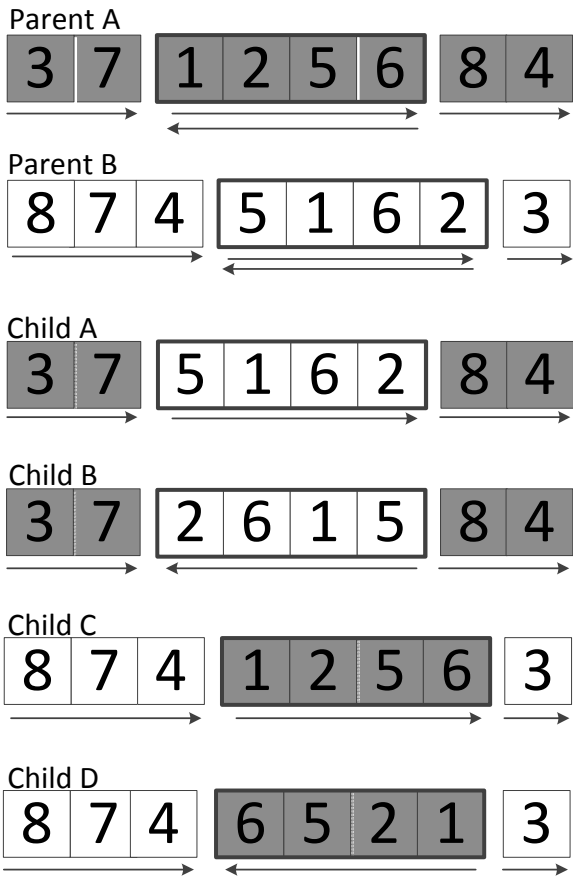 Parent A
3 7 1 2 5 6 8 4
Parent B
8 7 4 5 1 6 2 3
Child A
3 7 5 1 6 2 8 4
Child B
3 7 2 6 1 5 8 4
Child C
8 7 4 1 2 5 6 3
Child D
8 7 4 6 5 2 1 3